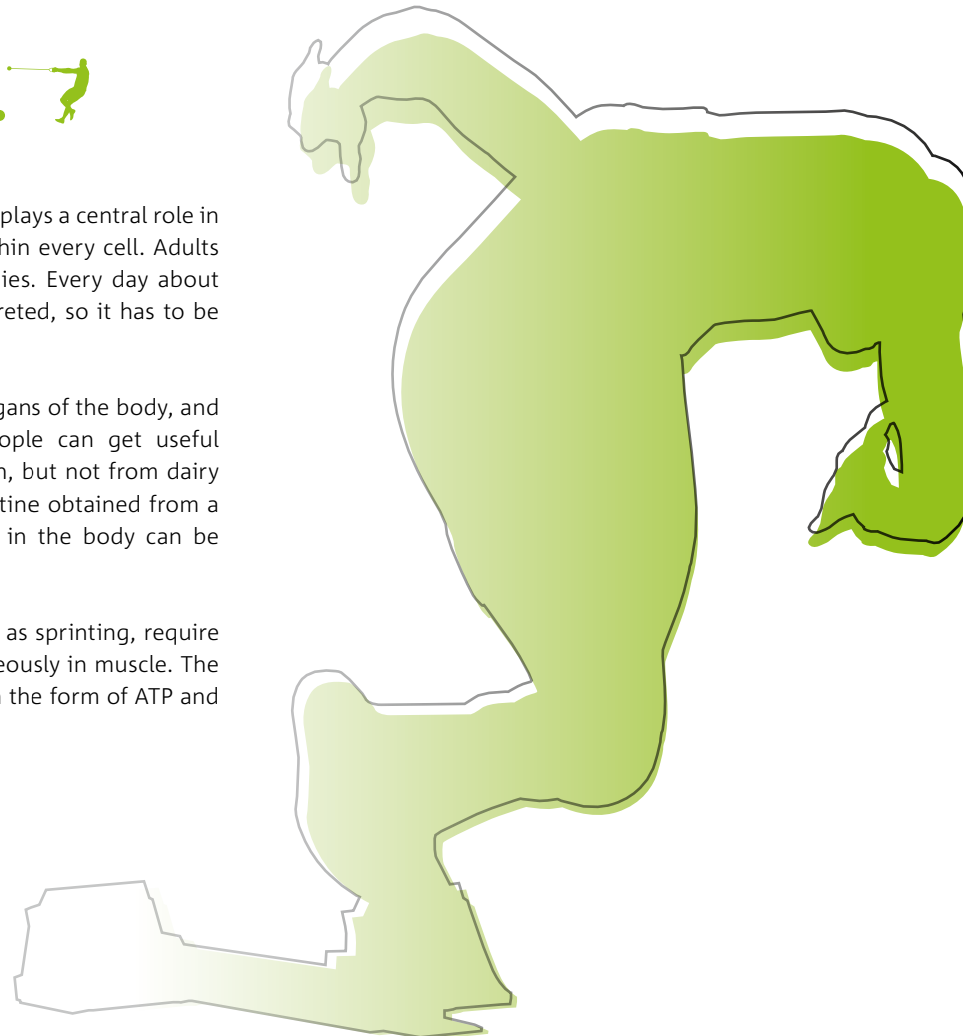 plays a central role in
hin every cell. Adults
ies. Every day about
reted, so it has to be
gans of the body, and
ople can get useful
n, but not from dairy
tine obtained from a
in the body can be
as sprinting, require
eously in muscle. The
n the form of ATP and